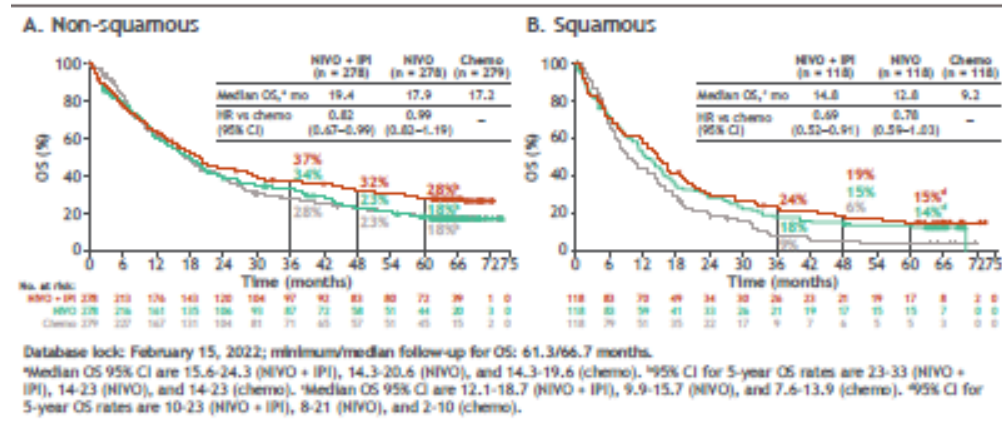 A. Non-squamous
NIVO + IPI (n = 278) NIVO (n = 278) Chemo (n = 279)
Median OS,ᵃ mo 19.4 17.9 17.2
HR vs chemo (95% CI) 0.82 (0.67–0.99) 0.99 (0.82–1.19) –
OS (%)
100
80
60
40
20
0
37%
34%
28%
32%
23%
23%
28%ᵇ
18%ᵇ
18%ᵇ
0 6 12 18 24 30 36 42 48 54 60 66 72 75
Time (months)
No. at risk:
NIVO + IPI 278 213 176 143 120 104 97 92 83 80 72 39 1 0
NIVO 278 216 161 135 106 93 87 73 58 51 44 20 3 0
Chemo 279 227 167 131 104 81 71 65 57 51 45 15 2 0
B. Squamous
NIVO + IPI (n = 118) NIVO (n = 118) Chemo (n = 118)
Median OS,ᶜ mo 14.8 12.8 9.2
HR vs chemo (95% CI) 0.69 (0.52–0.91) 0.78 (0.59–1.03) –
OS (%)
100
80
60
40
20
0
24%
18%
9%
19%
15%
6%
15%ᵈ
14%ᵈ
0 6 12 18 24 30 36 42 48 54 60 66 72 75
Time (months)
118 83 70 49 34 30 26 23 21 19 17 8 2 0
118 83 59 41 33 26 21 19 17 15 15 7 0 0
118 79 51 35 22 17 9 7 6 5 5 3 0
Database lock: February 15, 2022; minimum/median follow-up for OS: 61.3/66.7 months.
ᵃMedian OS 95% CI are 15.6-24.3 (NIVO + IPI), 14.3-20.6 (NIVO), and 14.3-19.6 (chemo). ᵇ95% CI for 5-year OS rates are 23-33 (NIVO +
IPI), 14-23 (NIVO), and 14-23 (chemo). ᶜMedian OS 95% CI are 12.1-18.7 (NIVO + IPI), 9.9-15.7 (NIVO), and 7.6-13.9 (chemo). ᵈ95% CI for
5-year OS rates are 10-23 (NIVO + IPI), 8-21 (NIVO), and 2-10 (chemo).